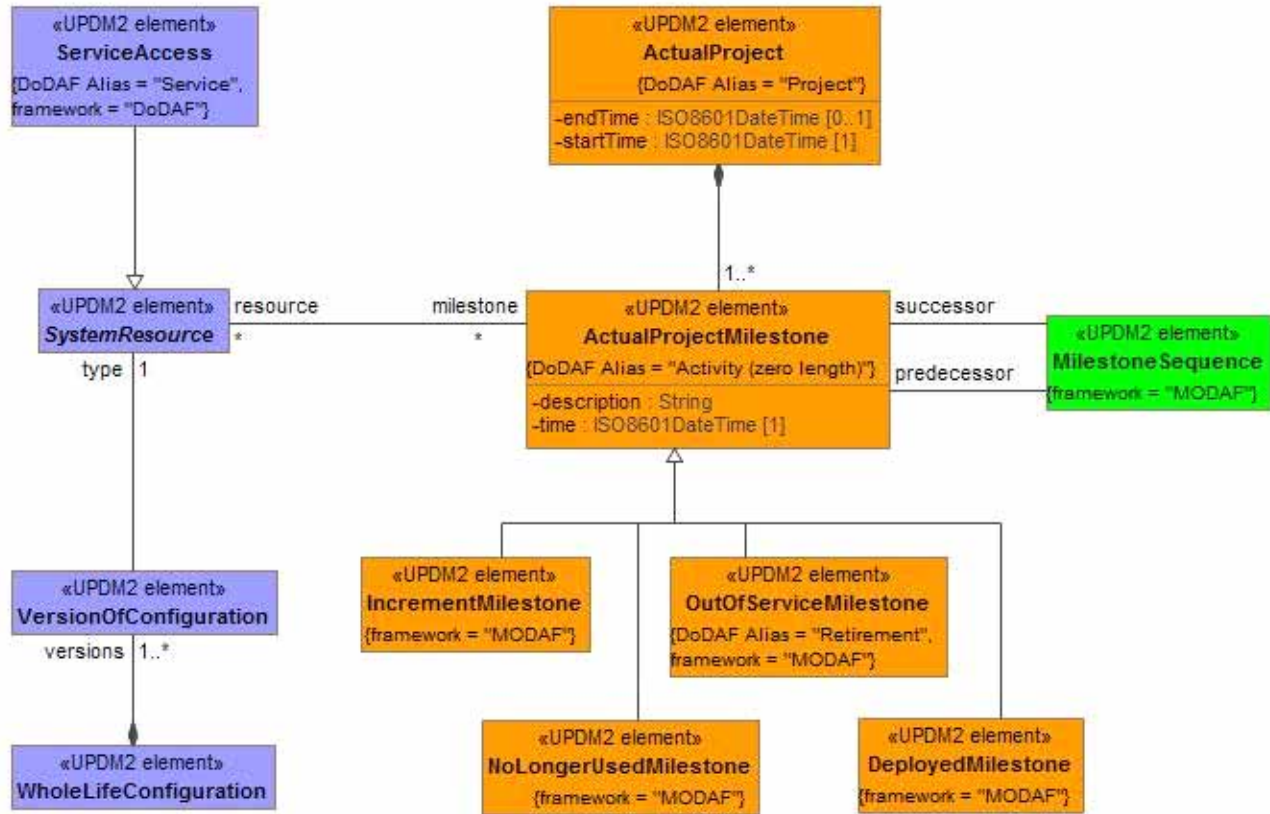 «UPDM2 element»
ServiceAccess
{DoDAF Alias = "Service",
framework = "DoDAF"}
«UPDM2 element»
ActualProject
{DoDAF Alias = "Project"}
-endTime : ISO8601DateTime [0..1]
-startTime : ISO8601DateTime [1]
1..*
«UPDM2 element»
SystemResource
resource
*
milestone
*
type 1
«UPDM2 element»
ActualProjectMilestone
{DoDAF Alias = "Activity (zero length)"}
-description : String
-time : ISO8601DateTime [1]
successor
predecessor
«UPDM2 element»
MilestoneSequence
{framework = "MODAF"}
«UPDM2 element»
VersionOfConfiguration
versions 1..*
«UPDM2 element»
WholeLifeConfiguration
«UPDM2 element»
IncrementMilestone
{framework = "MODAF"}
«UPDM2 element»
OutOfServiceMilestone
{DoDAF Alias = "Retirement",
framework = "MODAF"}
«UPDM2 element»
NoLongerUsedMilestone
{framework = "MODAF"}
«UPDM2 element»
DeployedMilestone
{framework = "MODAF"}